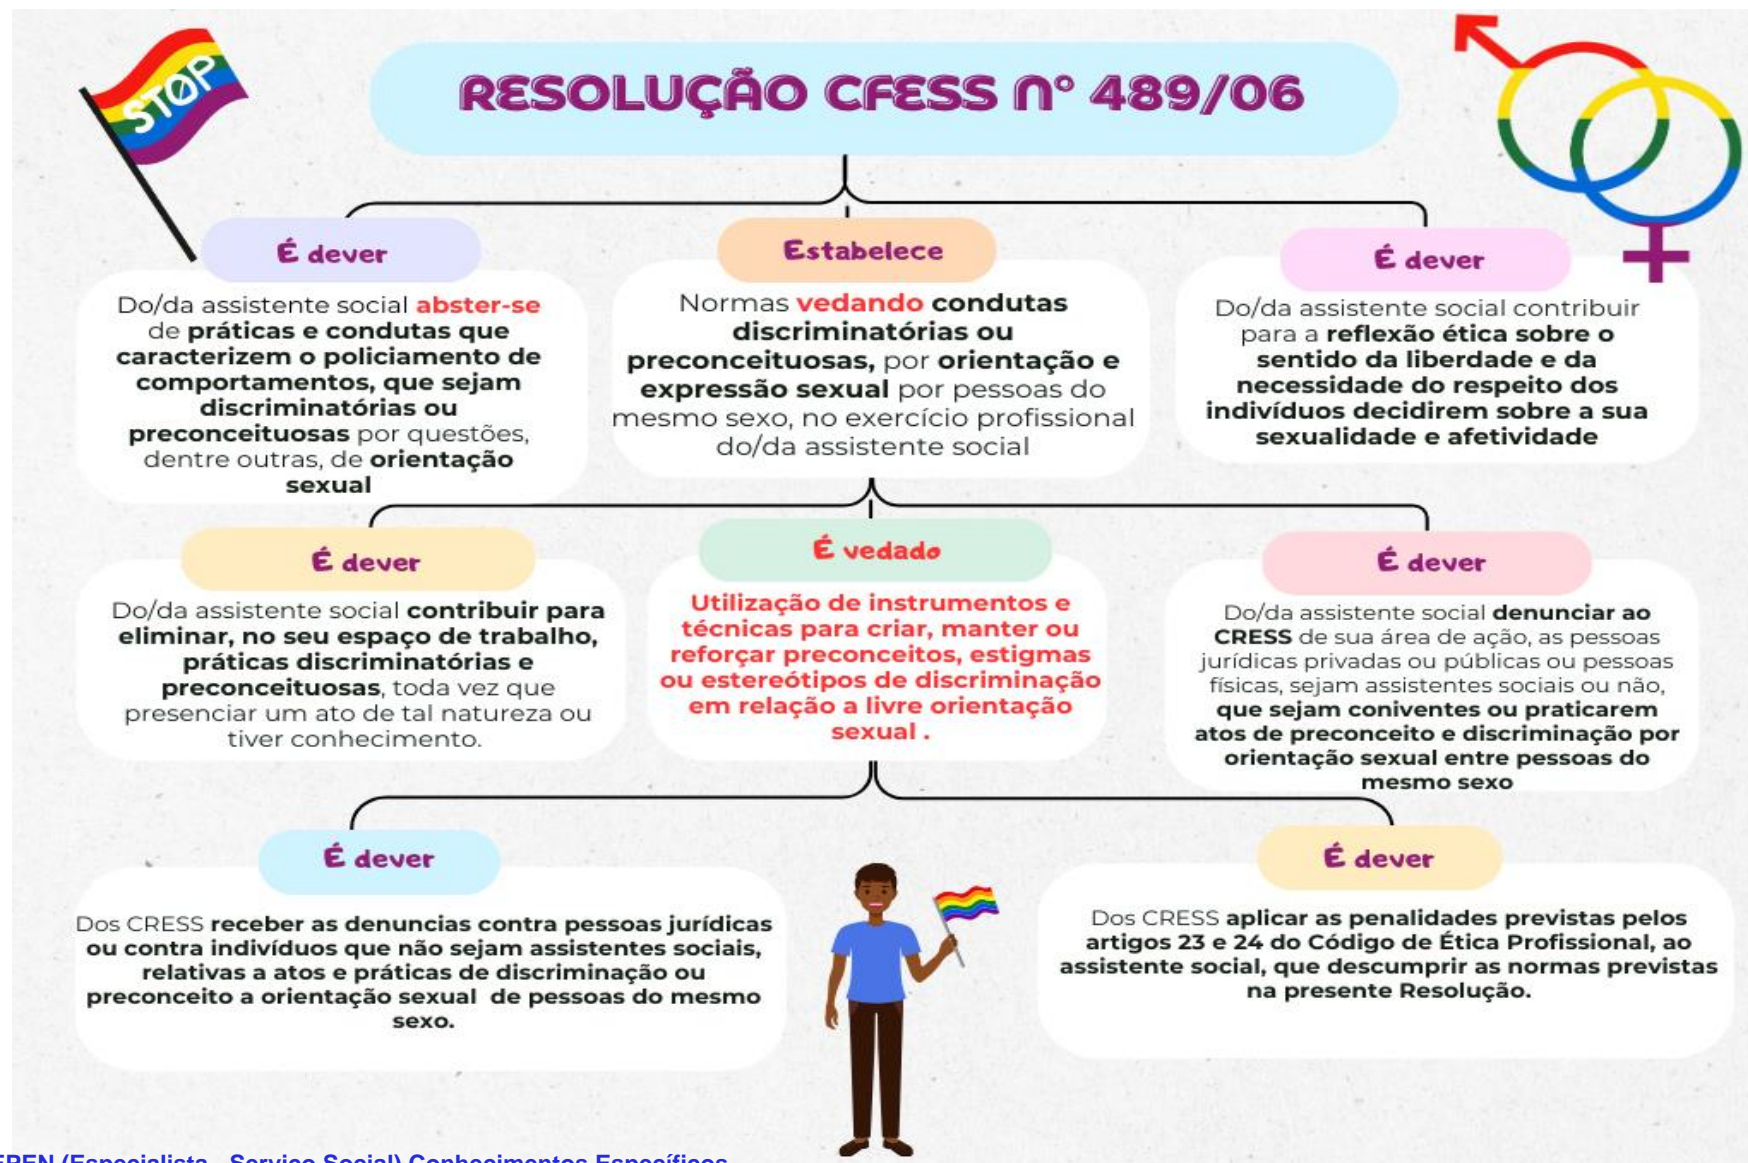 STOP
RESOLUÇÃO CFESS Nº 489/06
É dever
Do/da assistente social abster-se
de práticas e condutas que
caracterizem o policiamento de
comportamentos, que sejam
discriminatórias ou
preconceituosas por questões,
dentre outras, de orientação
sexual
Estabelece
Normas vedando condutas
discriminatórias ou
preconceituosas, por orientação e
expressão sexual por pessoas do
mesmo sexo, no exercício profissional
do/da assistente social
É dever
Do/da assistente social contribuir
para a reflexão ética sobre o
sentido da liberdade e da
necessidade do respeito dos
indivíduos decidirem sobre a sua
sexualidade e afetividade
É dever
Do/da assistente social contribuir para
eliminar, no seu espaço de trabalho,
práticas discriminatórias e
preconceituosas, toda vez que
presenciar um ato de tal natureza ou
tiver conhecimento.
É vedado
Utilização de instrumentos e
técnicas para criar, manter ou
reforçar preconceitos, estigmas
ou estereótipos de discriminação
em relação a livre orientação
sexual .
É dever
Do/da assistente social denunciar ao
CRESS de sua área de ação, as pessoas
jurídicas privadas ou públicas ou pessoas
físicas, sejam assistentes sociais ou não,
que sejam coniventes ou praticarem
atos de preconceito e discriminação por
orientação sexual entre pessoas do
mesmo sexo
É dever
Dos CRESS receber as denuncias contra pessoas jurídicas
ou contra indivíduos que não sejam assistentes sociais,
relativas a atos e práticas de discriminação ou
preconceito a orientação sexual de pessoas do mesmo
sexo.
É dever
Dos CRESS aplicar as penalidades previstas pelos
artigos 23 e 24 do Código de Ética Profissional, ao
assistente social, que descumprir as normas previstas
na presente Resolução.
(Especialista - Serviço Social) Conhecimentos Específicos